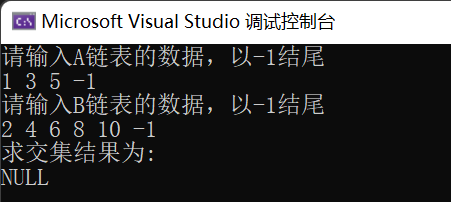 Microsoft Visual Studio 调试控制台
请输入A链表的数据，以-1结尾
1 3 5 -1
请输入B链表的数据，以-1结尾
2 4 6 8 10 -1
求交集结果为:
NULL